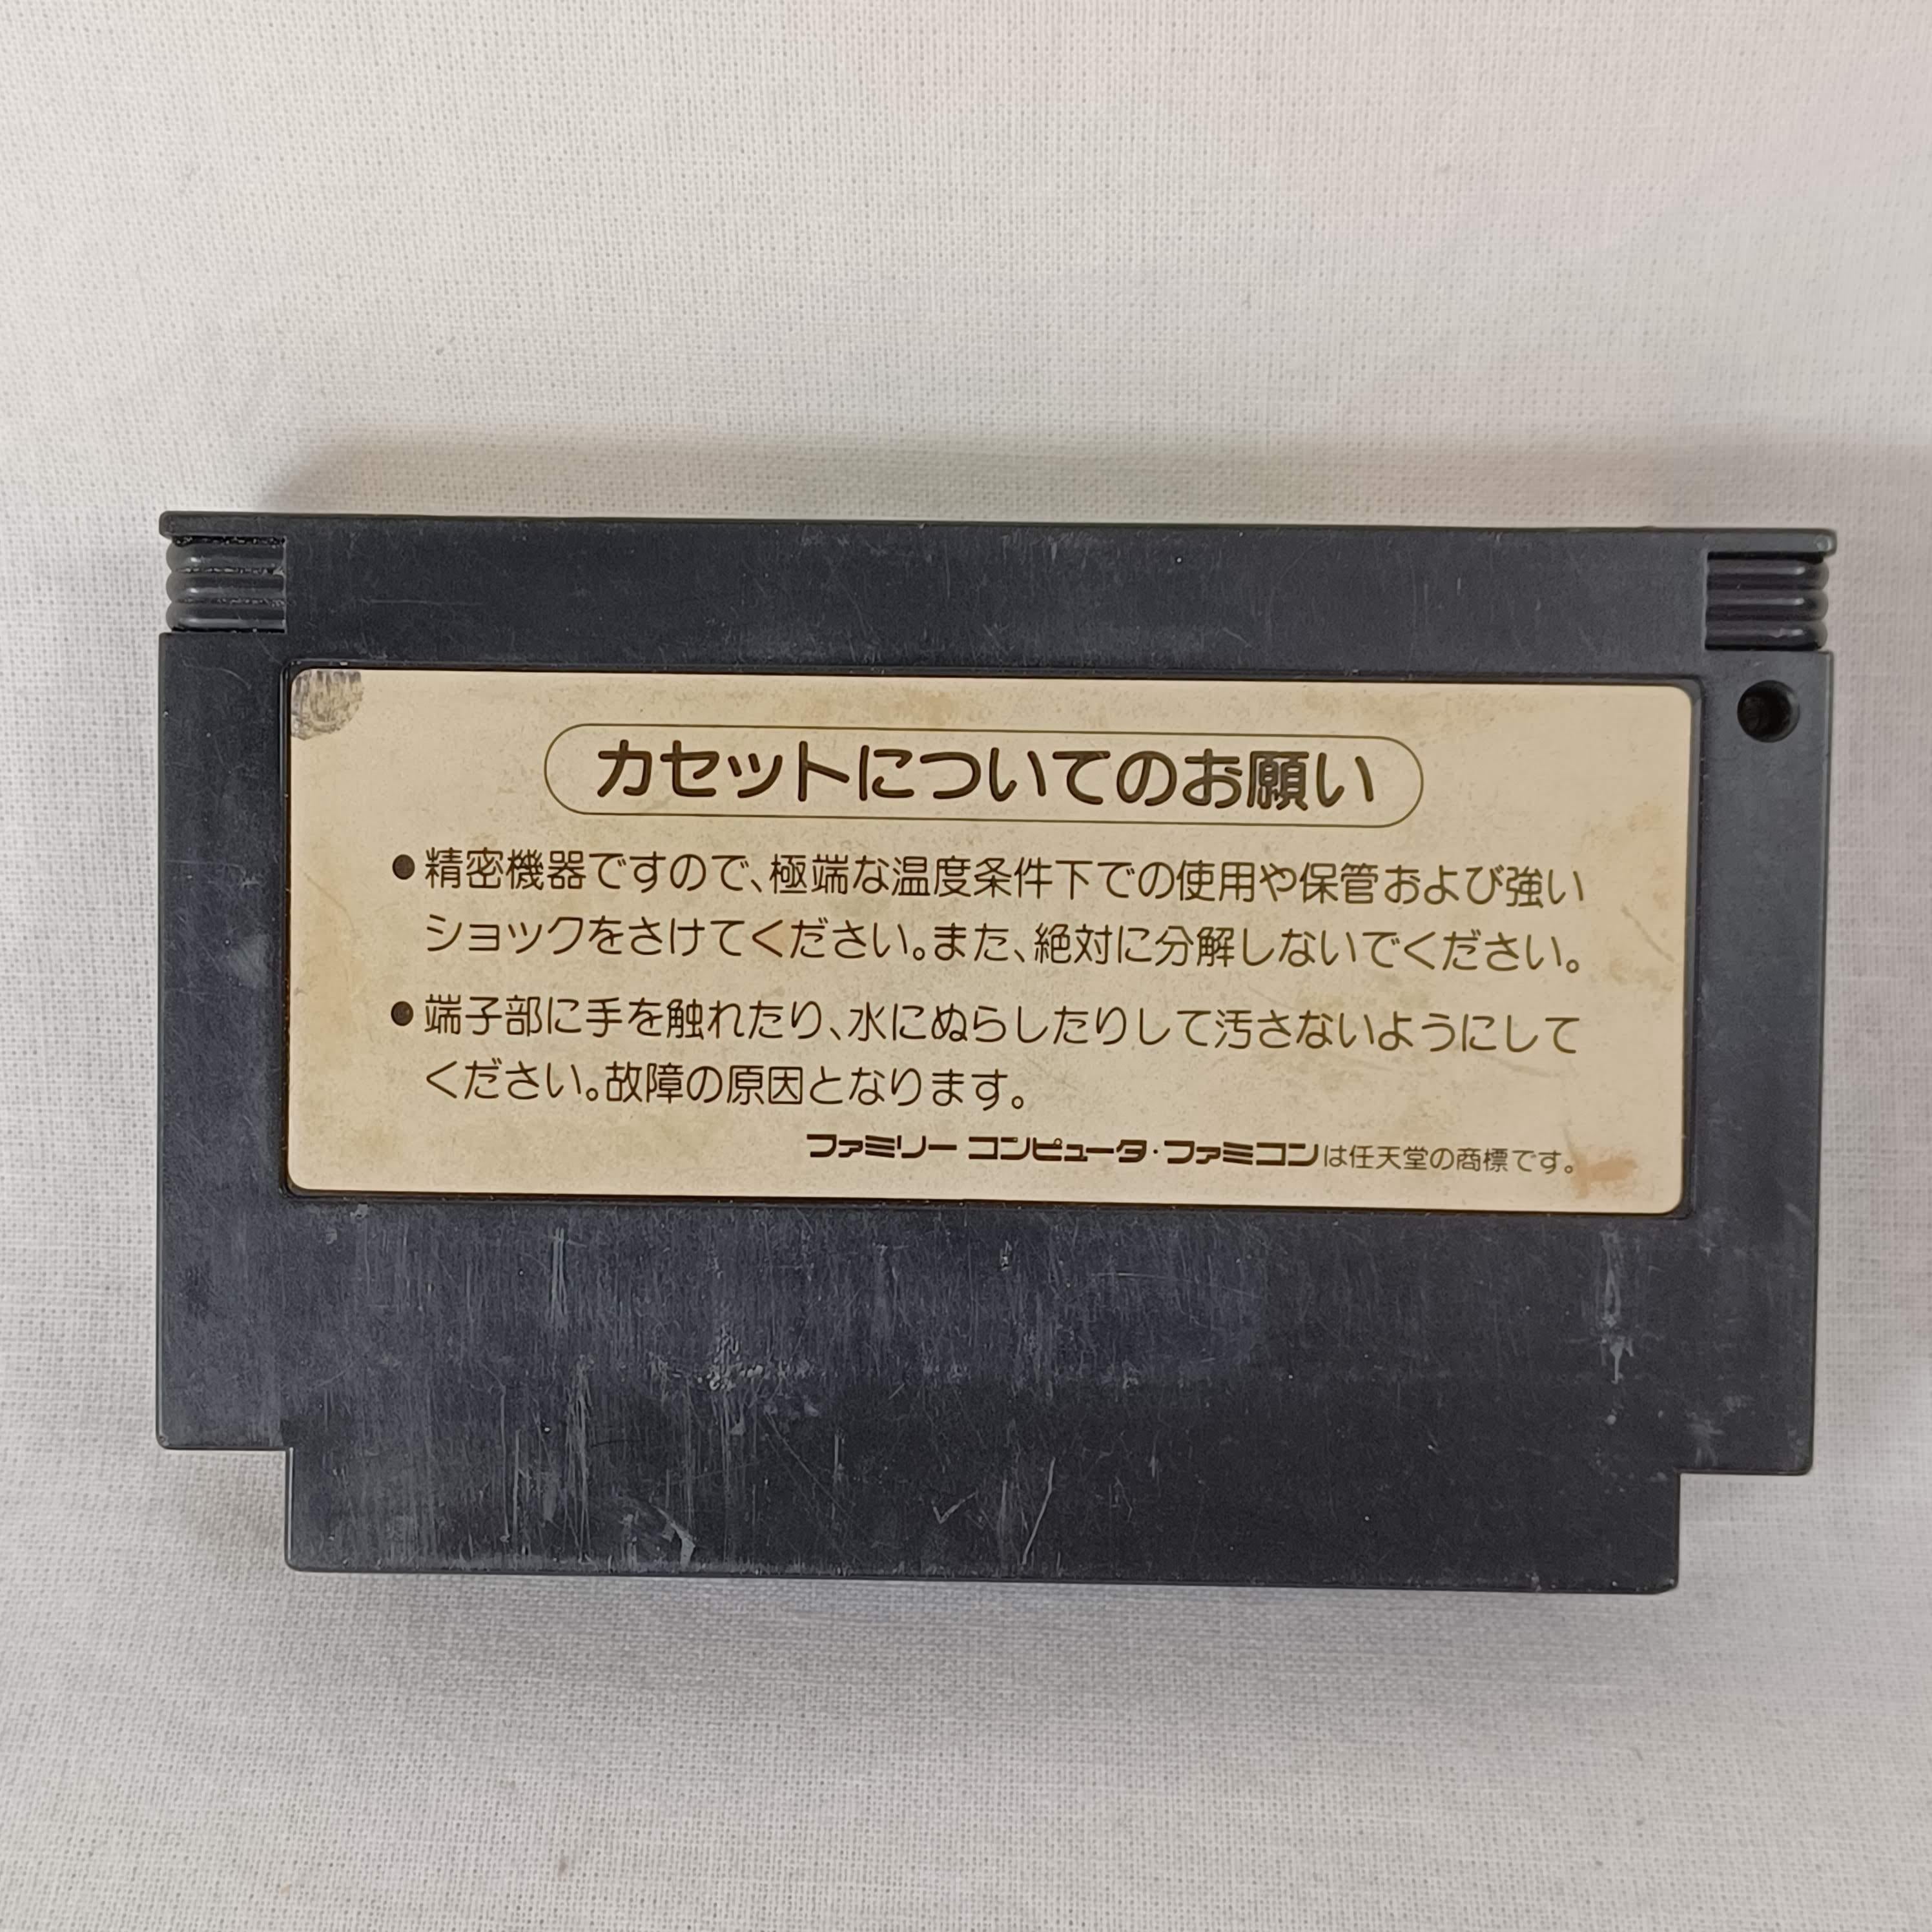 カセットについてのお願い
●精密機器ですので、極端な温度条件下での使用や保管および強い
ショックをさけてください。また、絶対に分解しないでください。
●端子部に手を触れたり、水にぬらしたりして汚さないようにして
ください。故障の原因となります。
ファミリー コンピュータ・ファミコンは任天堂の商標です。